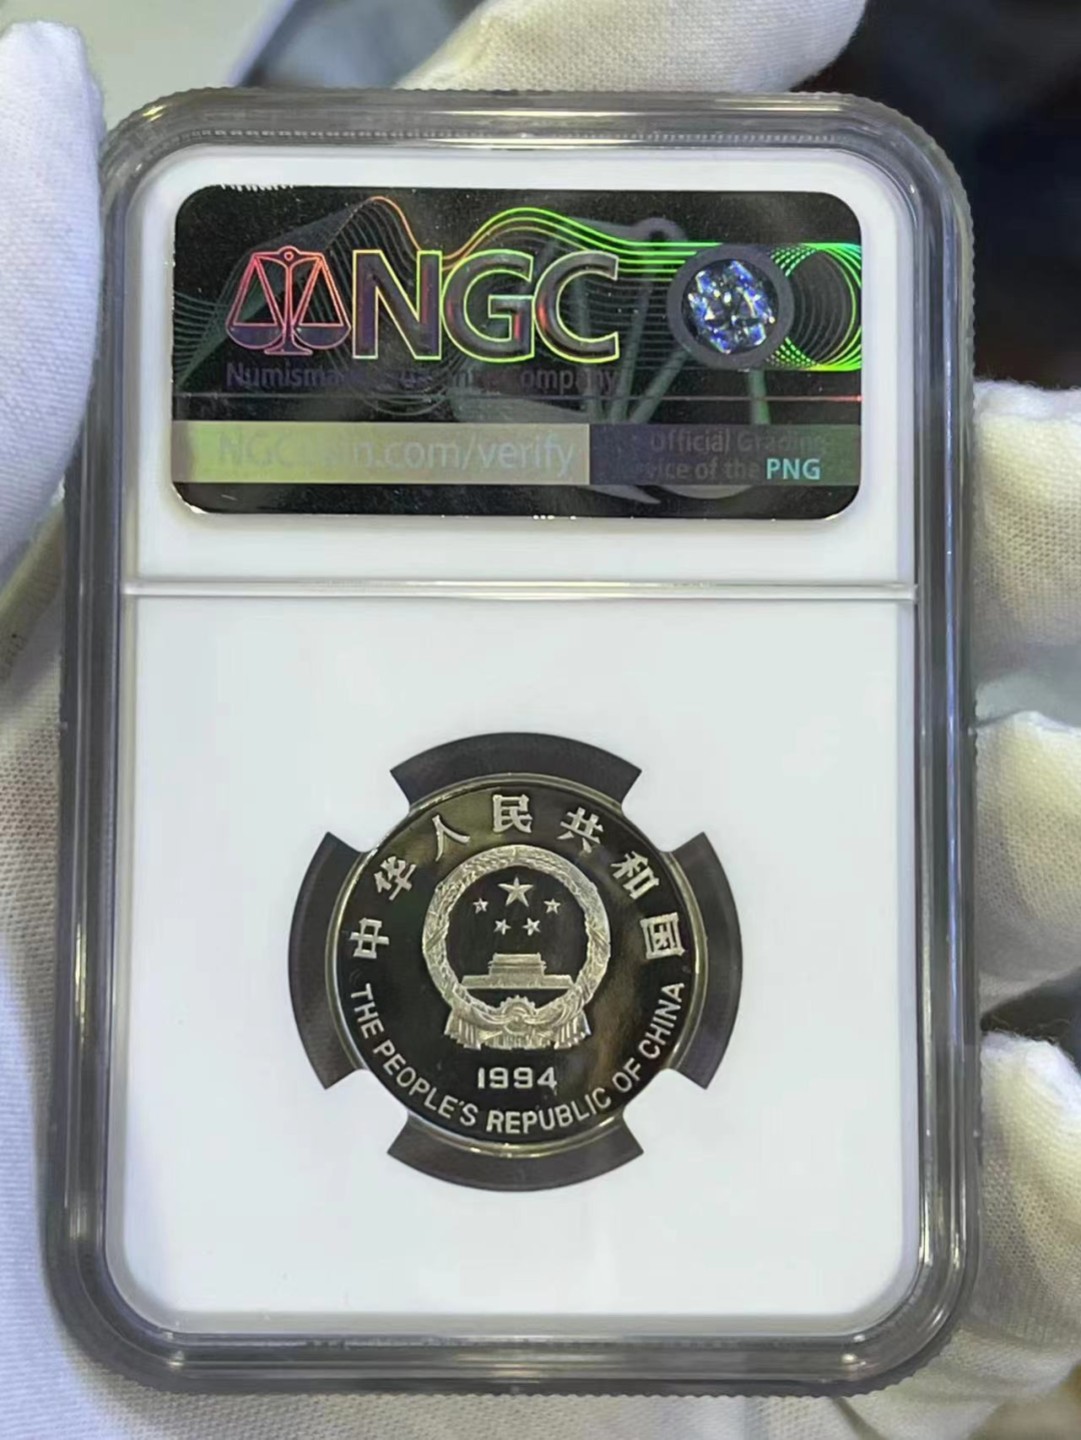 NGC
NGCcoin.com/verify
Official Grading
Service of the PNG
中华人民共和国
1994
THE PEOPLE'S REPUBLIC OF CHINA